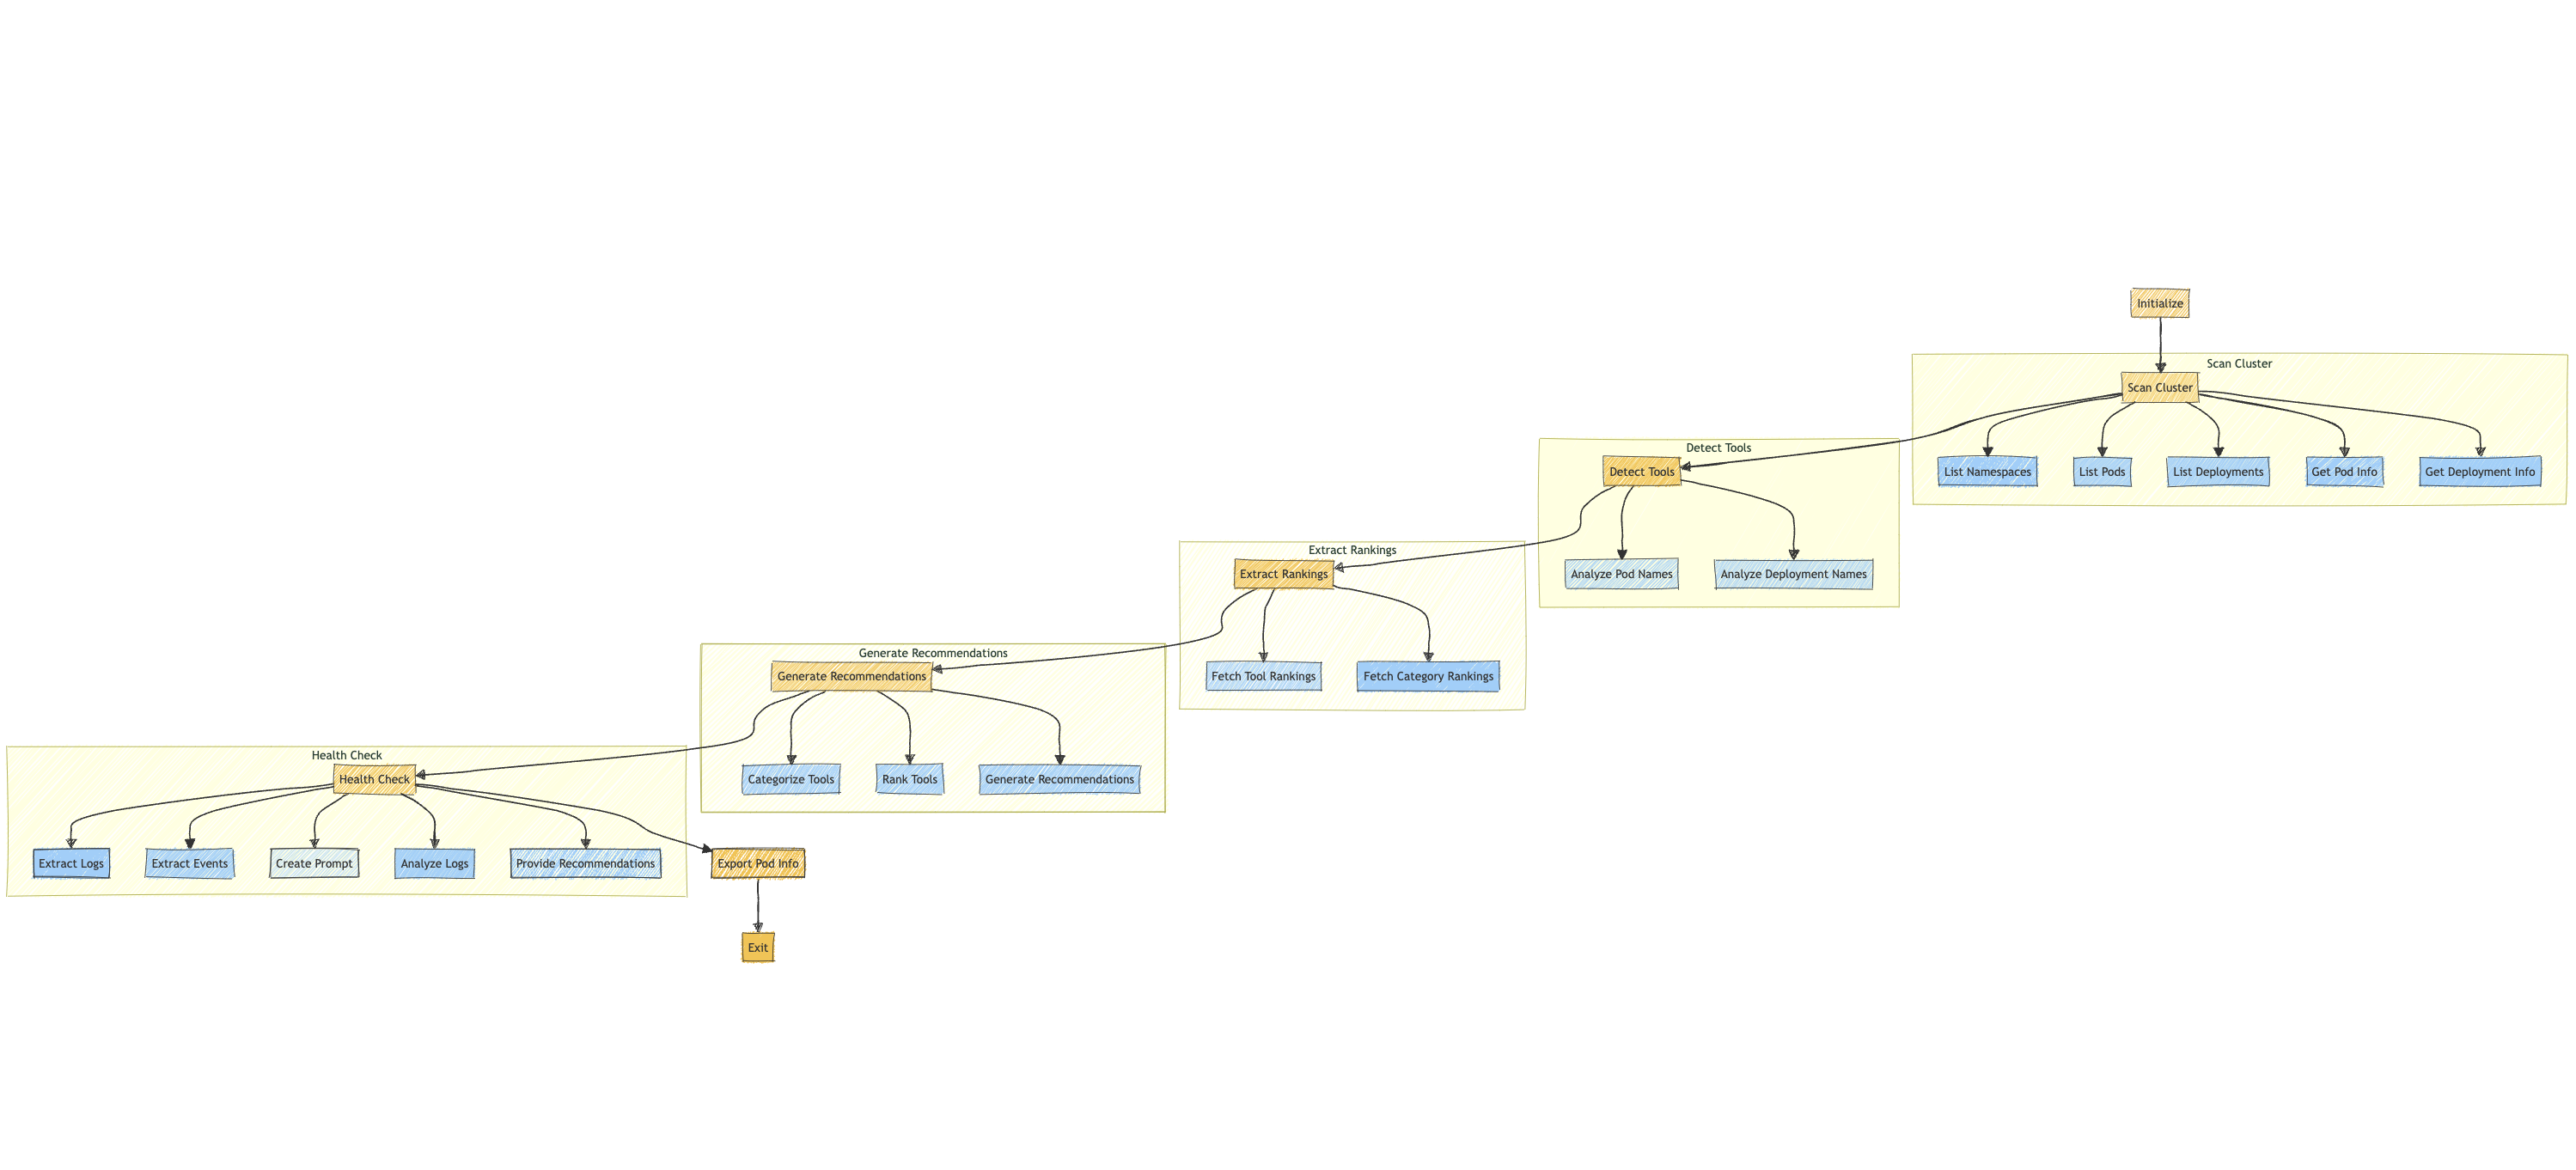 Initialize
Scan Cluster
Scan Cluster
List Namespaces
List Pods
List Deployments
Get Pod Info
Get Deployment Info
Detect Tools
Detect Tools
Analyze Pod Names
Analyze Deployment Names
Extract Rankings
Extract Rankings
Fetch Tool Rankings
Fetch Category Rankings
Generate Recommendations
Generate Recommendations
Categorize Tools
Rank Tools
Generate Recommendations
Health Check
Health Check
Extract Logs
Extract Events
Create Prompt
Analyze Logs
Provide Recommendations
Export Pod Info
Exit